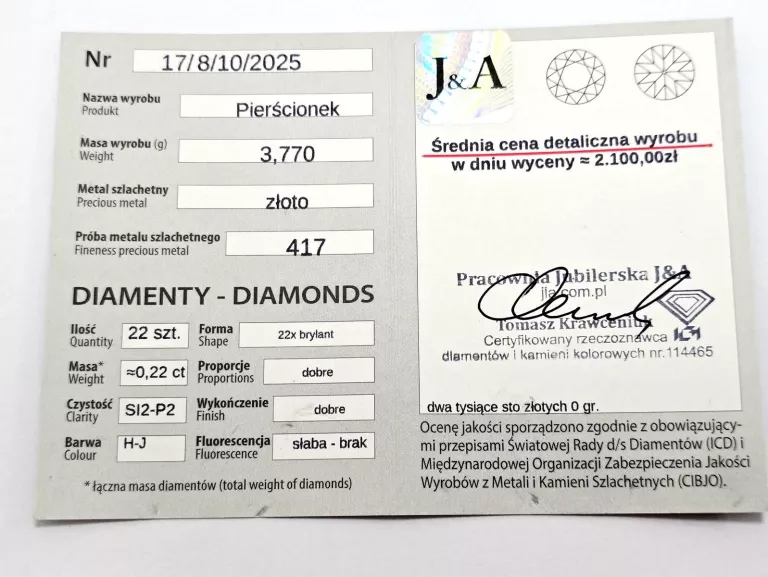 Nr 17/8/10/2025
Nazwa wyrobu
Produkt
Pierścionek
Masa wyrobu (g)
Weight
3,770
Metal szlachetny
Precious metal
złoto
Próba metalu szlachetnego
Fineness precious metal
417
DIAMENTY - DIAMONDS
Ilość
Quantity
22 szt.
Forma
Shape
22x brylant
Masa*
Weight
≈0,22 ct
Proporcje
Proportions
dobre
Czystość
Clarity
SI2-P2
Wykończenie
Finish
dobre
Barwa
Colour
H-J
Fluorescencja
Fluorescence
słaba - brak
* łączna masa diamentów (total weight of diamonds)
J&A
Średnia cena detaliczna wyrobu
w dniu wyceny ≈ 2.100,00zł
Pracownia Jubilerska J&A
jla.com.pl
Tomasz Krawceniuk
Certyfikowany rzeczoznawca
diamentów i kamieni kolorowych nr.114465
dwa tysiące sto złotych 0 gr.
Ocenę jakości sporządzono zgodnie z obowiązują-
mi przepisami Światowej Rady d/s Diamentów (ICD) i
Międzynarodowej Organizacji Zabezpieczenia Jakości
Wyrobów z Metali i Kamieni Szlachetnych (CIBJO).